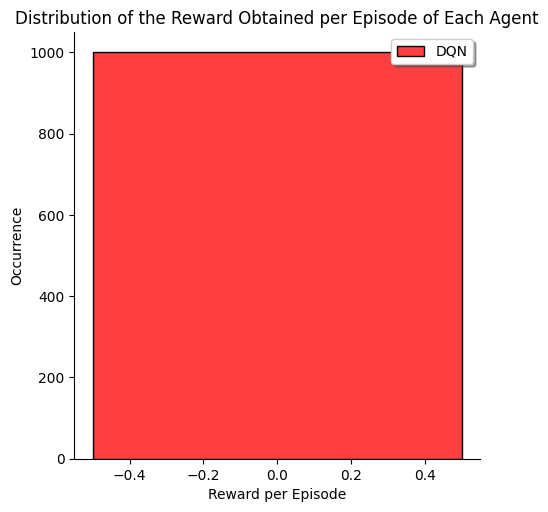 Distribution of the Reward Obtained per Episode of Each Agent
DQN
1000
800
600
400
200
0
Occurrence
−0.4 −0.2 0.0 0.2 0.4
Reward per Episode